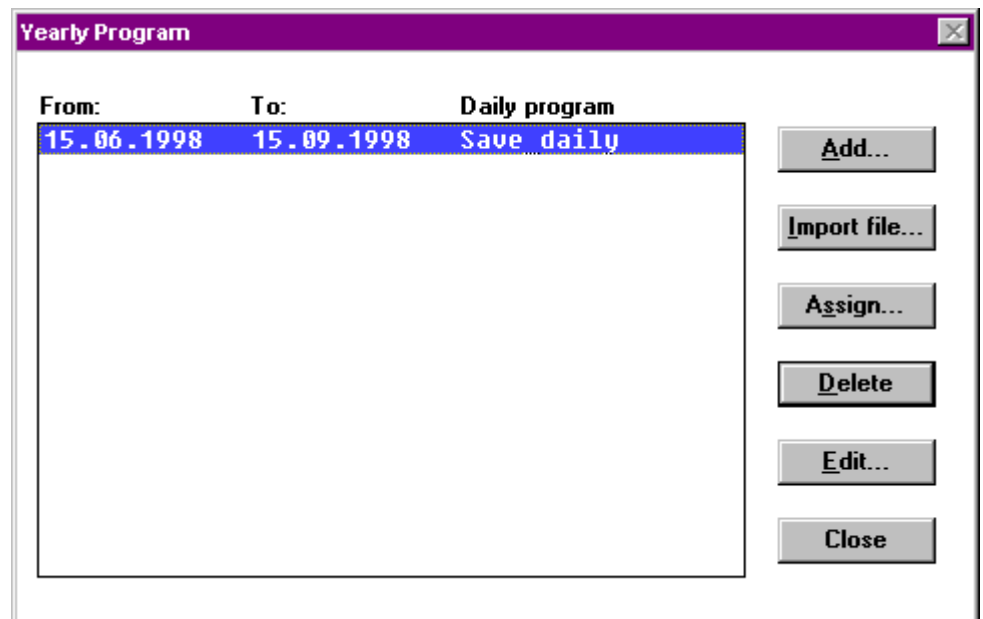 Yearly Program
From: To: Daily program
15.06.1998 15.09.1998 Save daily
Add...
Import file...
Assign...
Delete
Edit...
Close